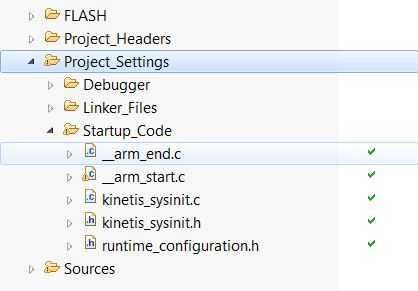 FLASH
Project_Headers
Project_Settings
Debugger
Linker_Files
Startup_Code
__arm_end.c
__arm_start.c
kinetis_sysinit.c
kinetis_sysinit.h
runtime_configuration.h
Sources